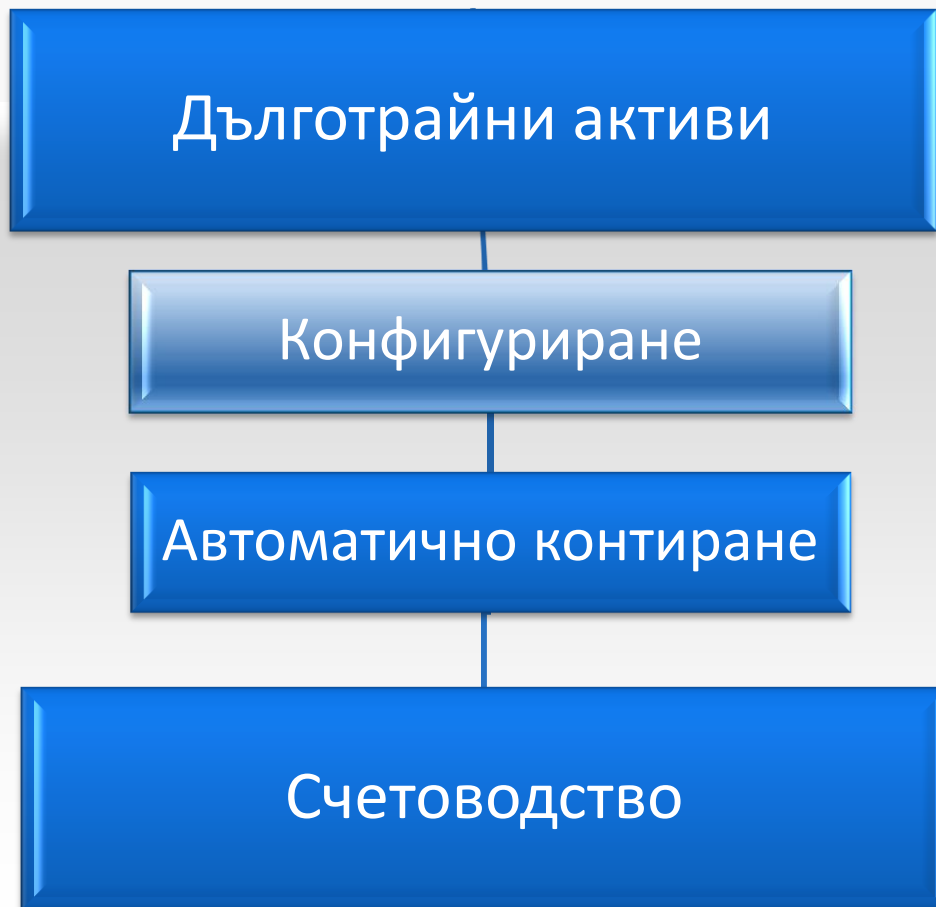 Дълготрайни активи
Конфигуриране
Автоматично контиране
Счетоводство